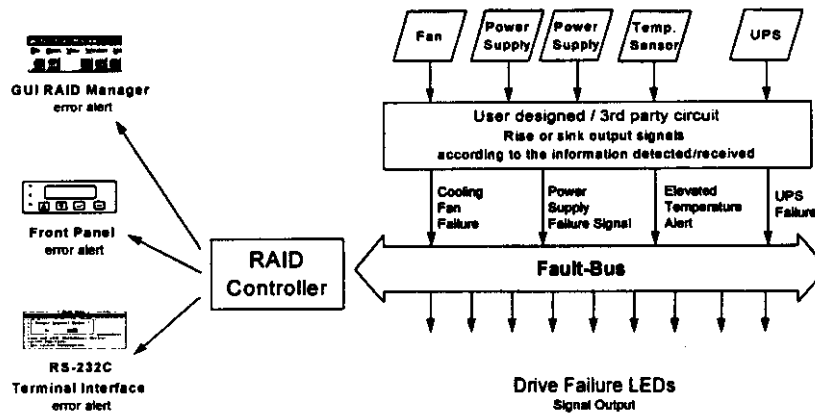 Fan
Power
Supply
Power
Supply
Temp.
Sensor
UPS
GUI RAID Manager
error alert
User designed / 3rd party circuit
Rise or sink output signals
according to the information detected/received
Cooling
Fan
Failure
Power
Supply
Failure Signal
Elevated
Temperature
Alert
UPS
Failure
Front Panel
error alert
RAID
Controller
Fault-Bus
RS-232C
Terminal Interface
error alert
Drive Failure LEDs
Signal Output